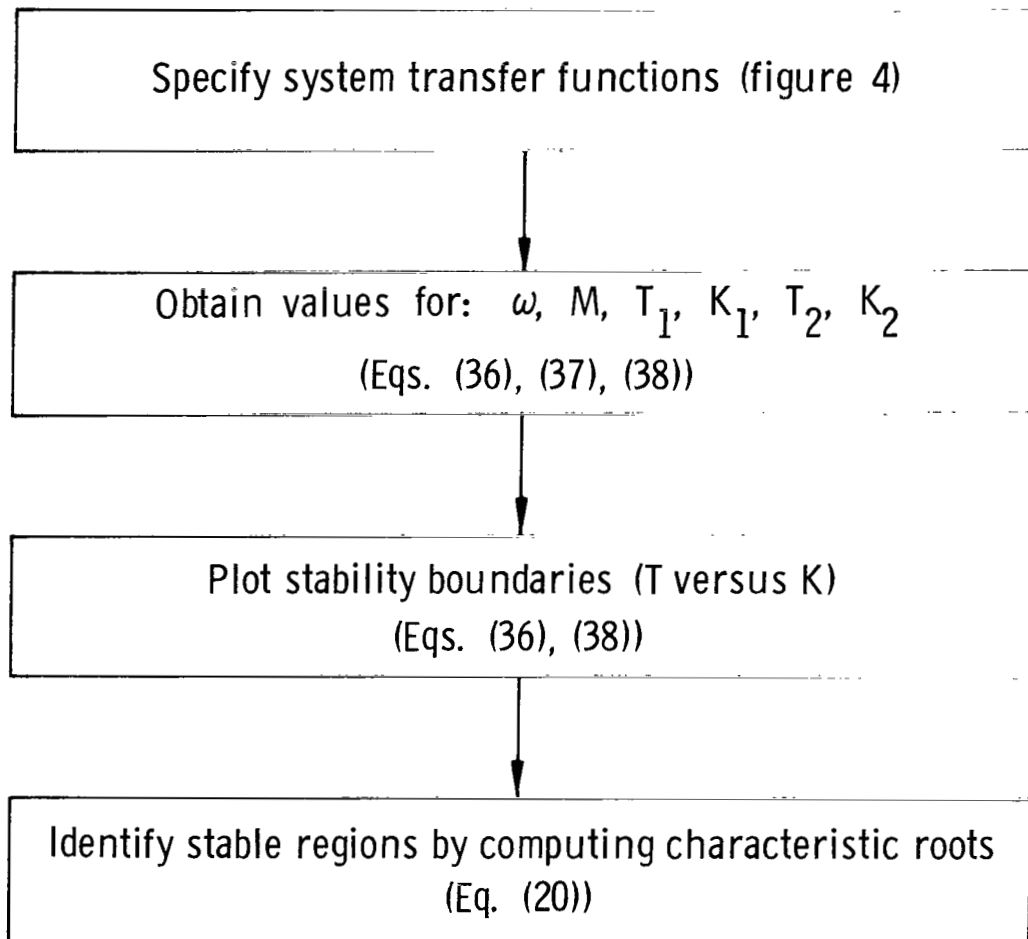 Specify system transfer functions (figure 4)
Obtain values for: ω, M, T₁, K₁, T₂, K₂
(Eqs. (36), (37), (38))
Plot stability boundaries (T versus K)
(Eqs. (36), (38))
Identify stable regions by computing characteristic roots
(Eq. (20))